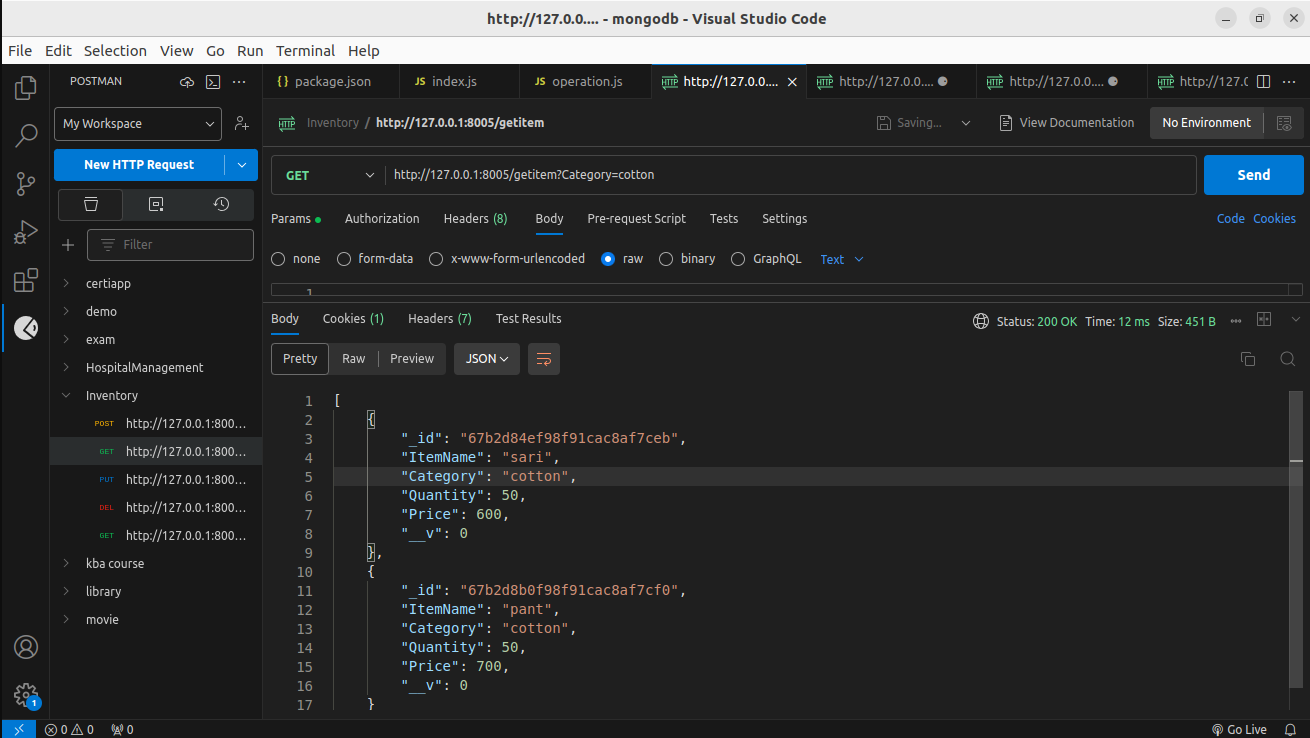 http://127.0.0.... - mongodb - Visual Studio Code
File Edit Selection View Go Run Terminal Help
POSTMAN
My Workspace
New HTTP Request
Filter
certiapp
demo
exam
HospitalManagement
Inventory
POST http://127.0.0.1:800...
GET http://127.0.0.1:800...
PUT http://127.0.0.1:800...
DEL http://127.0.0.1:800...
GET http://127.0.0.1:800...
kba course
library
movie
{ } package.json
JS index.js
JS operation.js
HTTP http://127.0.0....
HTTP http://127.0.0....
HTTP http://127.0.0....
HTTP http://127.0.
HTTP Inventory / http://127.0.0.1:8005/getitem
Saving...
View Documentation
No Environment
GET http://127.0.0.1:8005/getitem?Category=cotton
Send
Params Authorization Headers (8) Body Pre-request Script Tests Settings
Code Cookies
none form-data x-www-form-urlencoded raw binary GraphQL Text
1
Body Cookies (1) Headers (7) Test Results
Status: 200 OK Time: 12 ms Size: 451 B
Pretty Raw Preview JSON
1 [
2 {
3 "_id": "67b2d84ef98f91cac8af7ceb",
4 "ItemName": "sari",
5 "Category": "cotton",
6 "Quantity": 50,
7 "Price": 600,
8 "__v": 0
9 },
10 {
11 "_id": "67b2d8b0f98f91cac8af7cf0",
12 "ItemName": "pant",
13 "Category": "cotton",
14 "Quantity": 50,
15 "Price": 700,
16 "__v": 0
17 }
1
0 0 0
Go Live